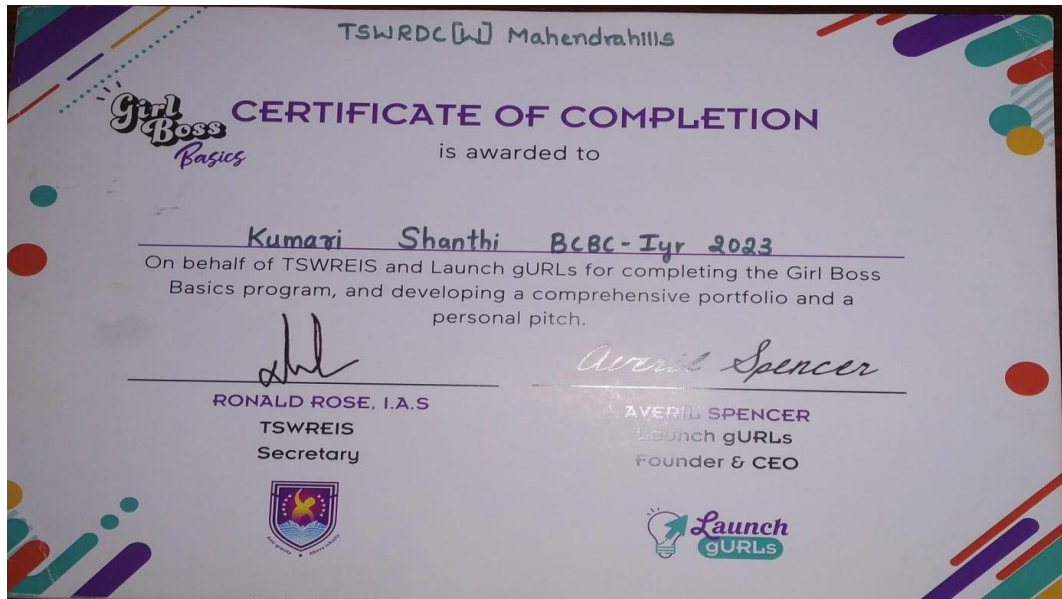 TSWRDC[W] Mahendrahills
Girl
Boss
Basics
CERTIFICATE OF COMPLETION
is awarded to
Kumari Shanthi BCBC-Iyr 2023
On behalf of TSWREIS and Launch gURLs for completing the Girl Boss
Basics program, and developing a comprehensive portfolio and a
personal pitch.
Averil Spencer
RONALD ROSE, I.A.S
TSWREIS
Secretary
AVERIL SPENCER
Launch gURLs
Founder & CEO
Launch
gURLs